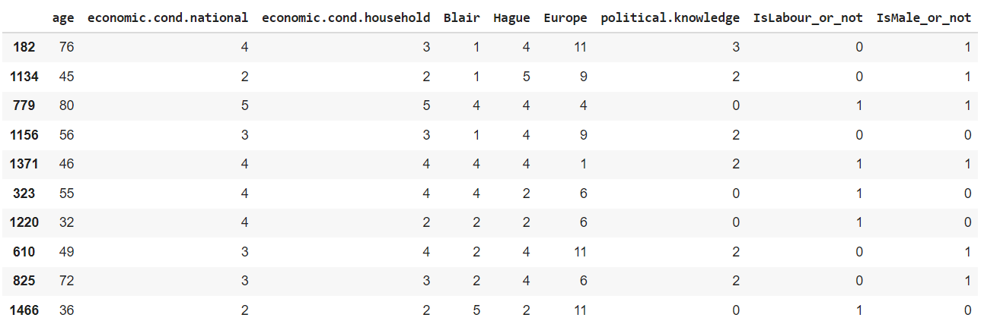 age economic.cond.national economic.cond.household Blair Hague Europe political.knowledge IsLabour_or_not IsMale_or_not
182 76 4 3 1 4 11 3 0 1
1134 45 2 2 1 5 9 2 0 1
779 80 5 5 4 4 4 0 1 1
1156 56 3 3 1 4 9 2 0 0
1371 46 4 4 4 4 1 2 1 1
323 55 4 4 4 2 6 0 1 0
1220 32 4 2 2 2 6 0 1 0
610 49 3 4 2 4 11 2 0 1
825 72 3 3 2 4 6 2 0 1
1466 36 2 2 5 2 11 0 1 0